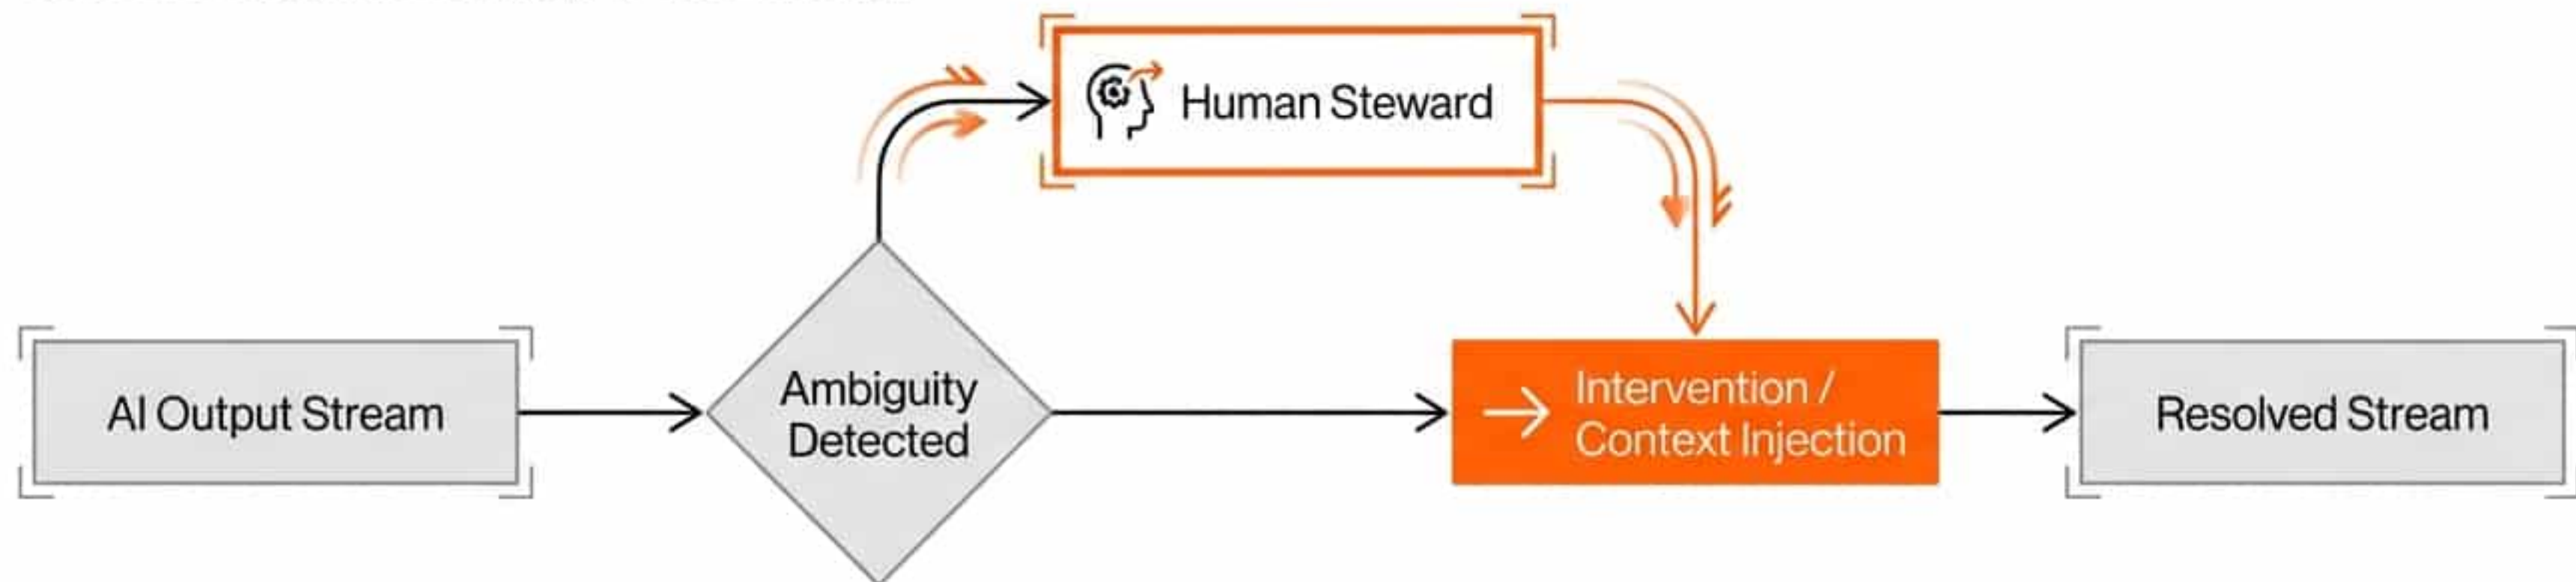 Human Steward
AI Output Stream
Ambiguity
Detected
Intervention /
Context Injection
Resolved Stream